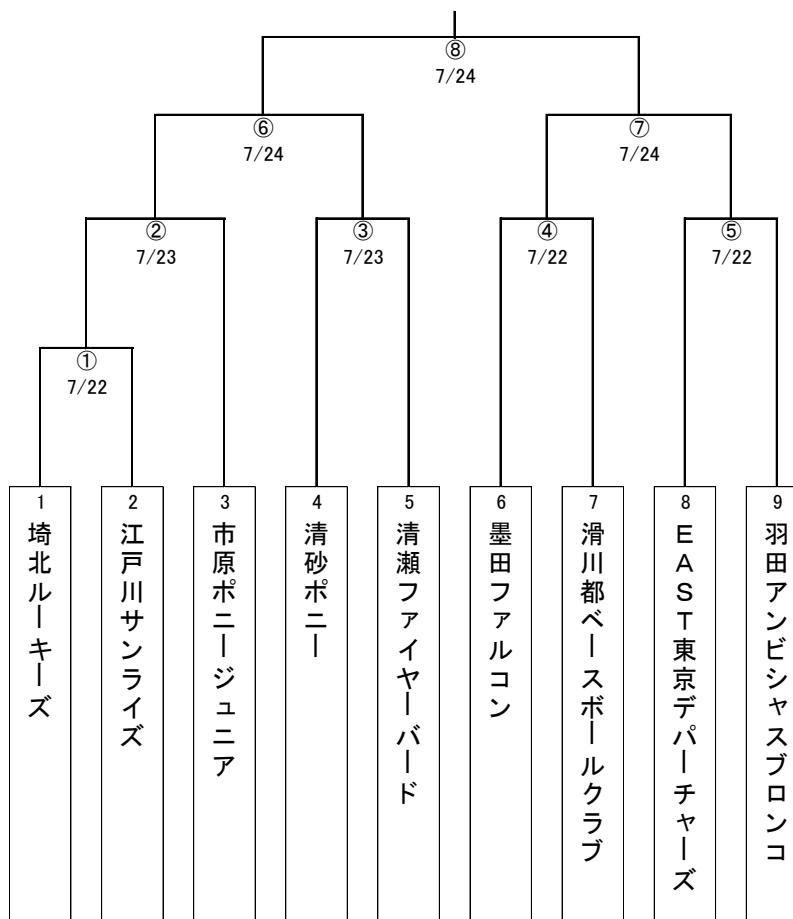 ⑧
7/24
⑥
7/24
⑦
7/24
②
7/23
③
7/23
④
7/22
⑤
7/22
①
7/22
1
埼北ルーキーズ
2
江戸川サンライズ
3
市原ポニージュニア
4
清砂ポニー
5
清瀬ファイヤーバード
6
墨田ファルコン
7
滑川都ベースボールクラブ
8
EAST東京デパーチャーズ
9
羽田アンビシャスブロンコ